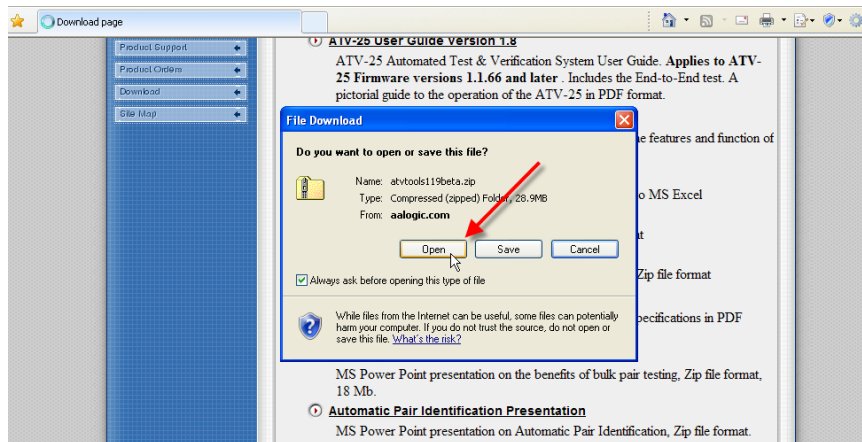 Download page
Product Support
Product Orders
Download
Site Map
ATV-25 User Guide Version 1.8
ATV-25 Automated Test & Verification System User Guide. Applies to ATV-
25 Firmware versions 1.1.66 and later . Includes the End-to-End test. A
pictorial guide to the operation of the ATV-25 in PDF
format.
File Download
Do you want to open or save this file?
Name: atvtools119beta.zip
Type: Compressed (zipped) Folder, 28.9MB
From: aalogic.com
Open
Save
Cancel
Always ask before opening this type of file
While files from the Internet can be useful, some files can potentially
harm your computer. If you do not trust the source, do not open or
save this file. What's the risk?
features and function of
MS Excel
Zip file format
specifications in PDF
MS Power Point presentation on the benefits of bulk pair testing, Zip file format,
18 Mb.
Automatic Pair Identification Presentation
MS Power Point presentation on Automatic Pair Identification, Zip file format.